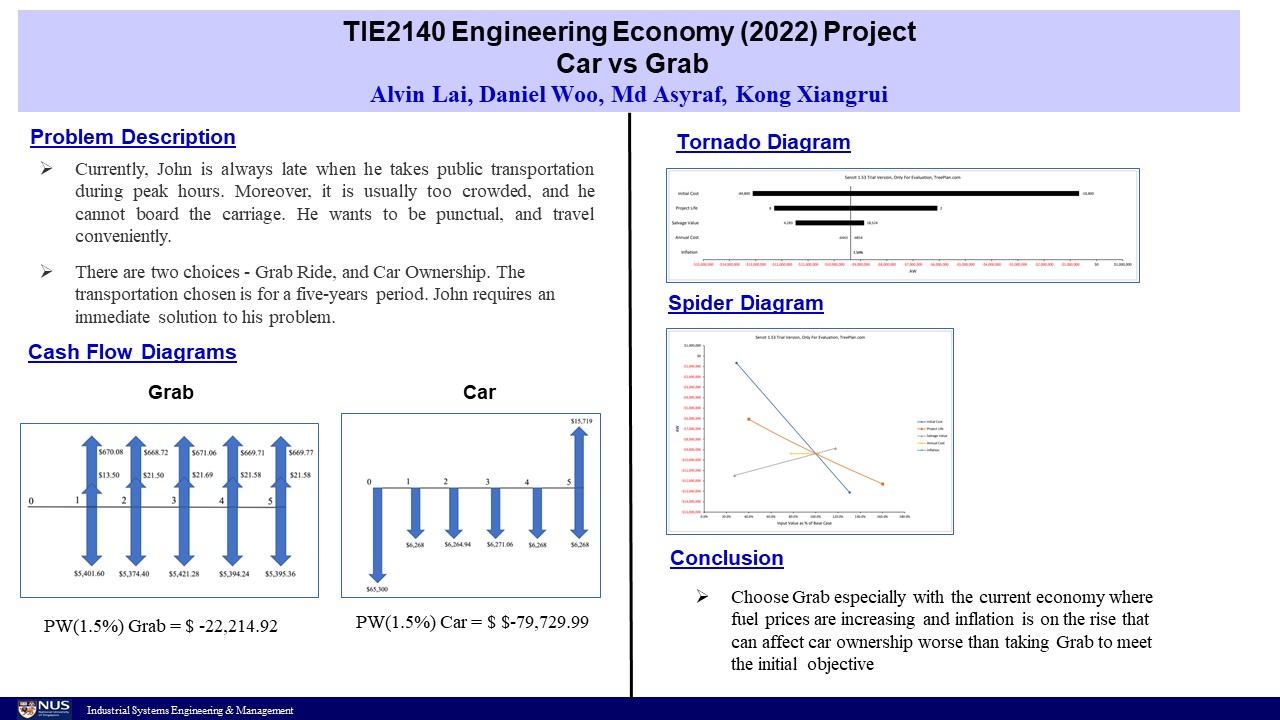 TIE2140 Engineering Economy (2022) Project
Car vs Grab
Alvin Lai, Daniel Woo, Md Asyraf, Kong Xiangrui
Problem Description
➢ Currently, John is always late when he takes public transportation
during peak hours. Moreover, it is usually too crowded, and he
cannot board the carriage. He wants to be punctual, and travel
conveniently.
➢ There are two choices - Grab Ride, and Car Ownership. The
transportation chosen is for a five-years period. John requires an
immediate solution to his problem.
Cash Flow Diagrams
Grab
$670.08 $668.72 $671.06 $669.71 $669.77
$13.50 $21.50 $21.69 $21.58 $21.58
0 1 2 3 4 5
$5,401.60 $5,374.40 $5,421.28 $5,394.24 $5,395.36
PW(1.5%) Grab = $ -22,214.92
Car
$15,719
0 1 2 3 4 5
$6,268 $6,264.94 $6,271.06 $6,268 $6,268
$65,300
PW(1.5%) Car = $ $-79,729.99
Tornado Diagram
Sensit 1.53 Trial Version, Only For Evaluation, TreePlan.com
Initial Cost
Project Life
Salvage Value
Annual Cost
Inflation
AW
Spider Diagram
Sensit 1.53 Trial Version, Only For Evaluation, TreePlan.com
Initial Cost
Project Life
Salvage Value
Annual Cost
Inflation
AW
Input Value as % of Base Case
Conclusion
➢ Choose Grab especially with the current economy where
fuel prices are increasing and inflation is on the rise that
can affect car ownership worse than taking Grab to meet
the initial objective
NUS
National University
of Singapore
Industrial Systems Engineering & Management